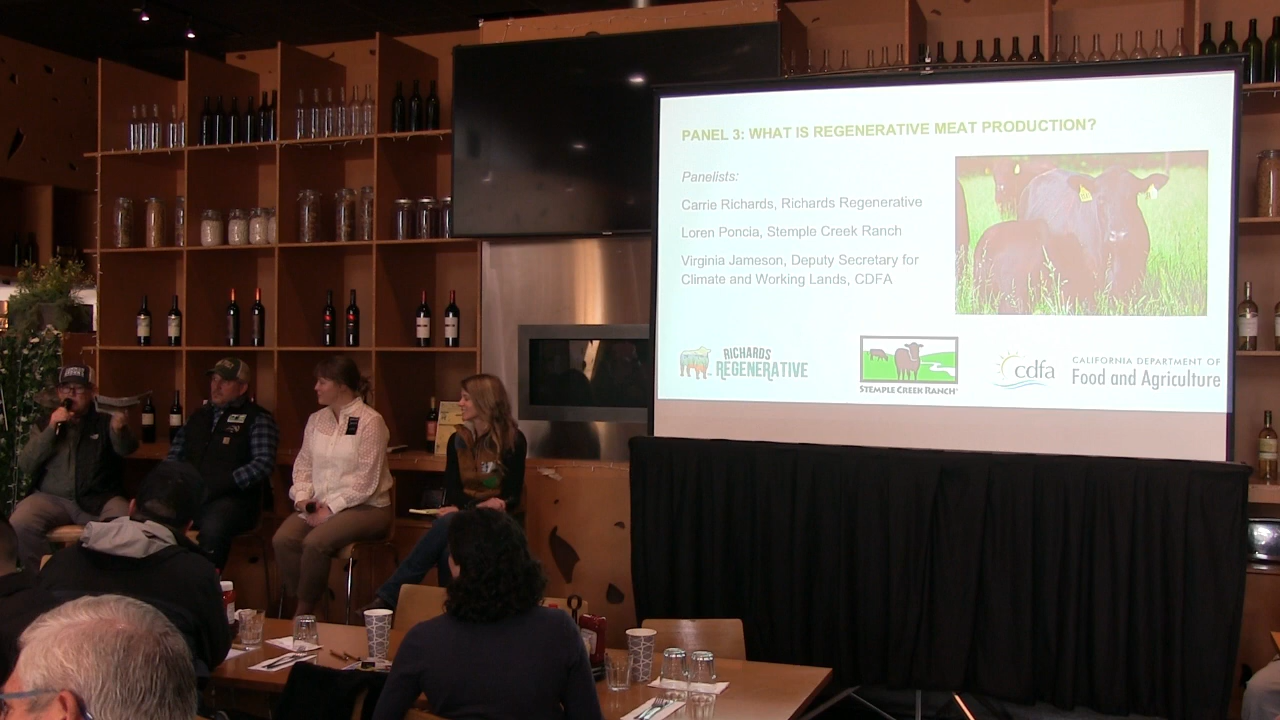 PANEL 3: WHAT IS REGENERATIVE MEAT PRODUCTION?
Panelists:
Carrie Richards, Richards Regenerative
Loren Poncia, Stemple Creek Ranch
Virginia Jameson, Deputy Secretary for
Climate and Working Lands, CDFA
RICHARDS
REGENERATIVE
STEMPLE CREEK RANCH
cdfa
CALIFORNIA DEPARTMENT OF
Food and Agriculture